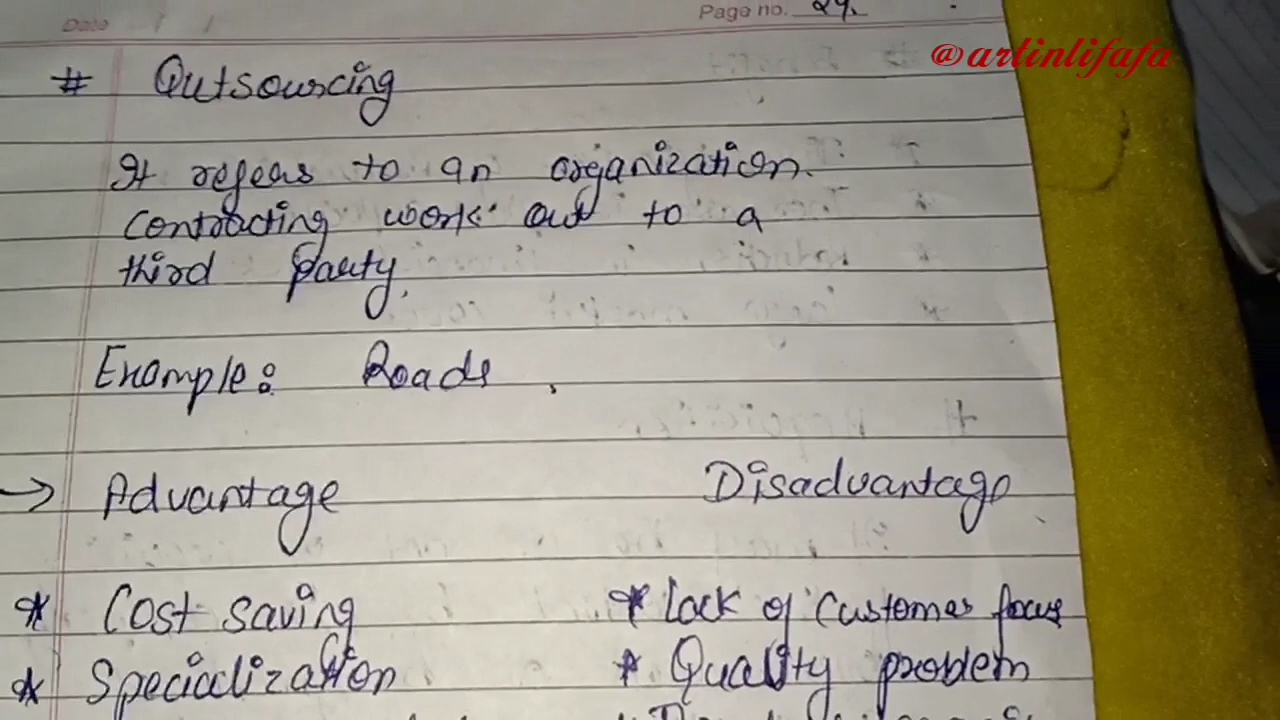 Date / /
Page no. 29.
@artinlifafa
# Outsourcing
It refers to an organization
contracting work out to a
third party.
Example: Roads
→ Advantage Disadvantage
* Cost saving * Lack of customer focus
* Specialization * Quality problem